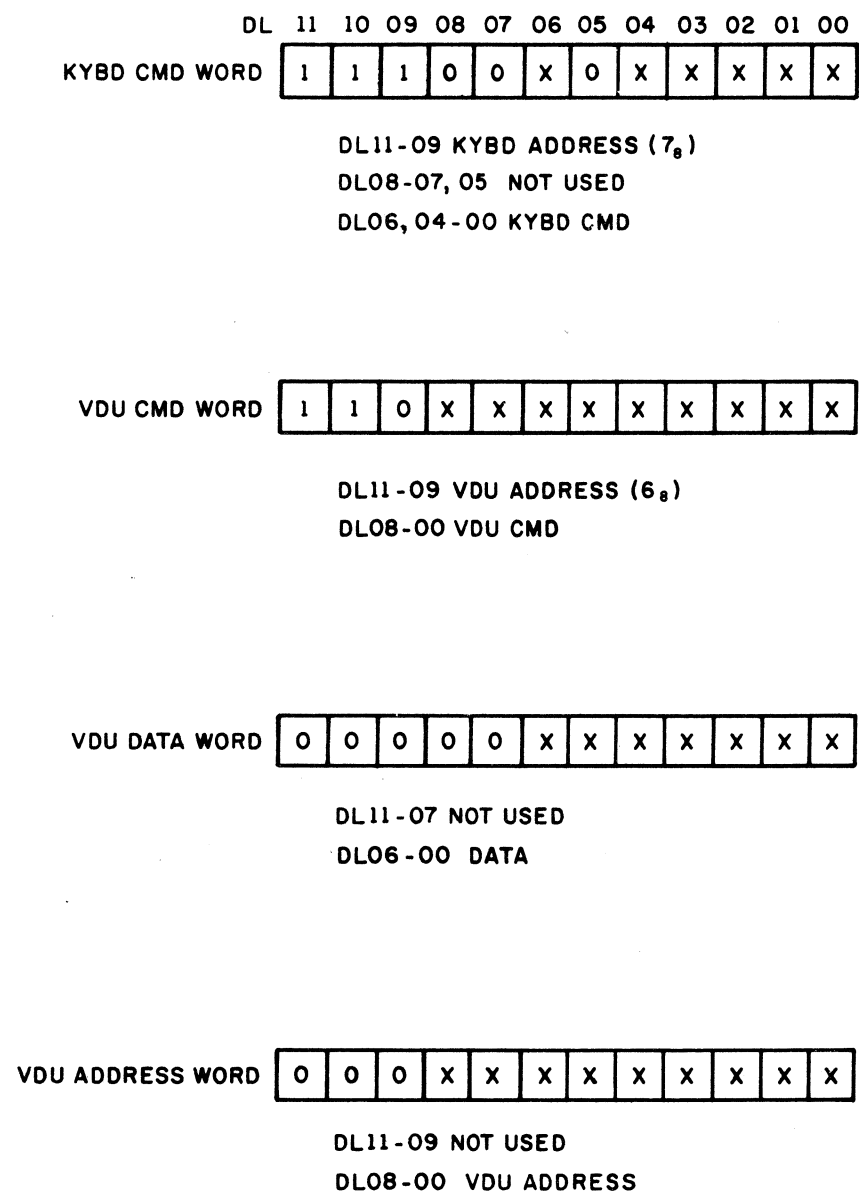 DL 11 10 09 08 07 06 05 04 03 02 01 00
KYBD CMD WORD 1 1 1 0 0 X 0 X X X X X
DL11-09 KYBD ADDRESS (7₈)
DL08-07, 05 NOT USED
DL06, 04-00 KYBD CMD
VDU CMD WORD 1 1 0 X X X X X X X X X
DL11-09 VDU ADDRESS (6₈)
DL08-00 VDU CMD
VDU DATA WORD 0 0 0 0 0 X X X X X X X
DL11-07 NOT USED
DL06-00 DATA
VDU ADDRESS WORD 0 0 0 X X X X X X X X X
DL11-09 NOT USED
DL08-00 VDU ADDRESS